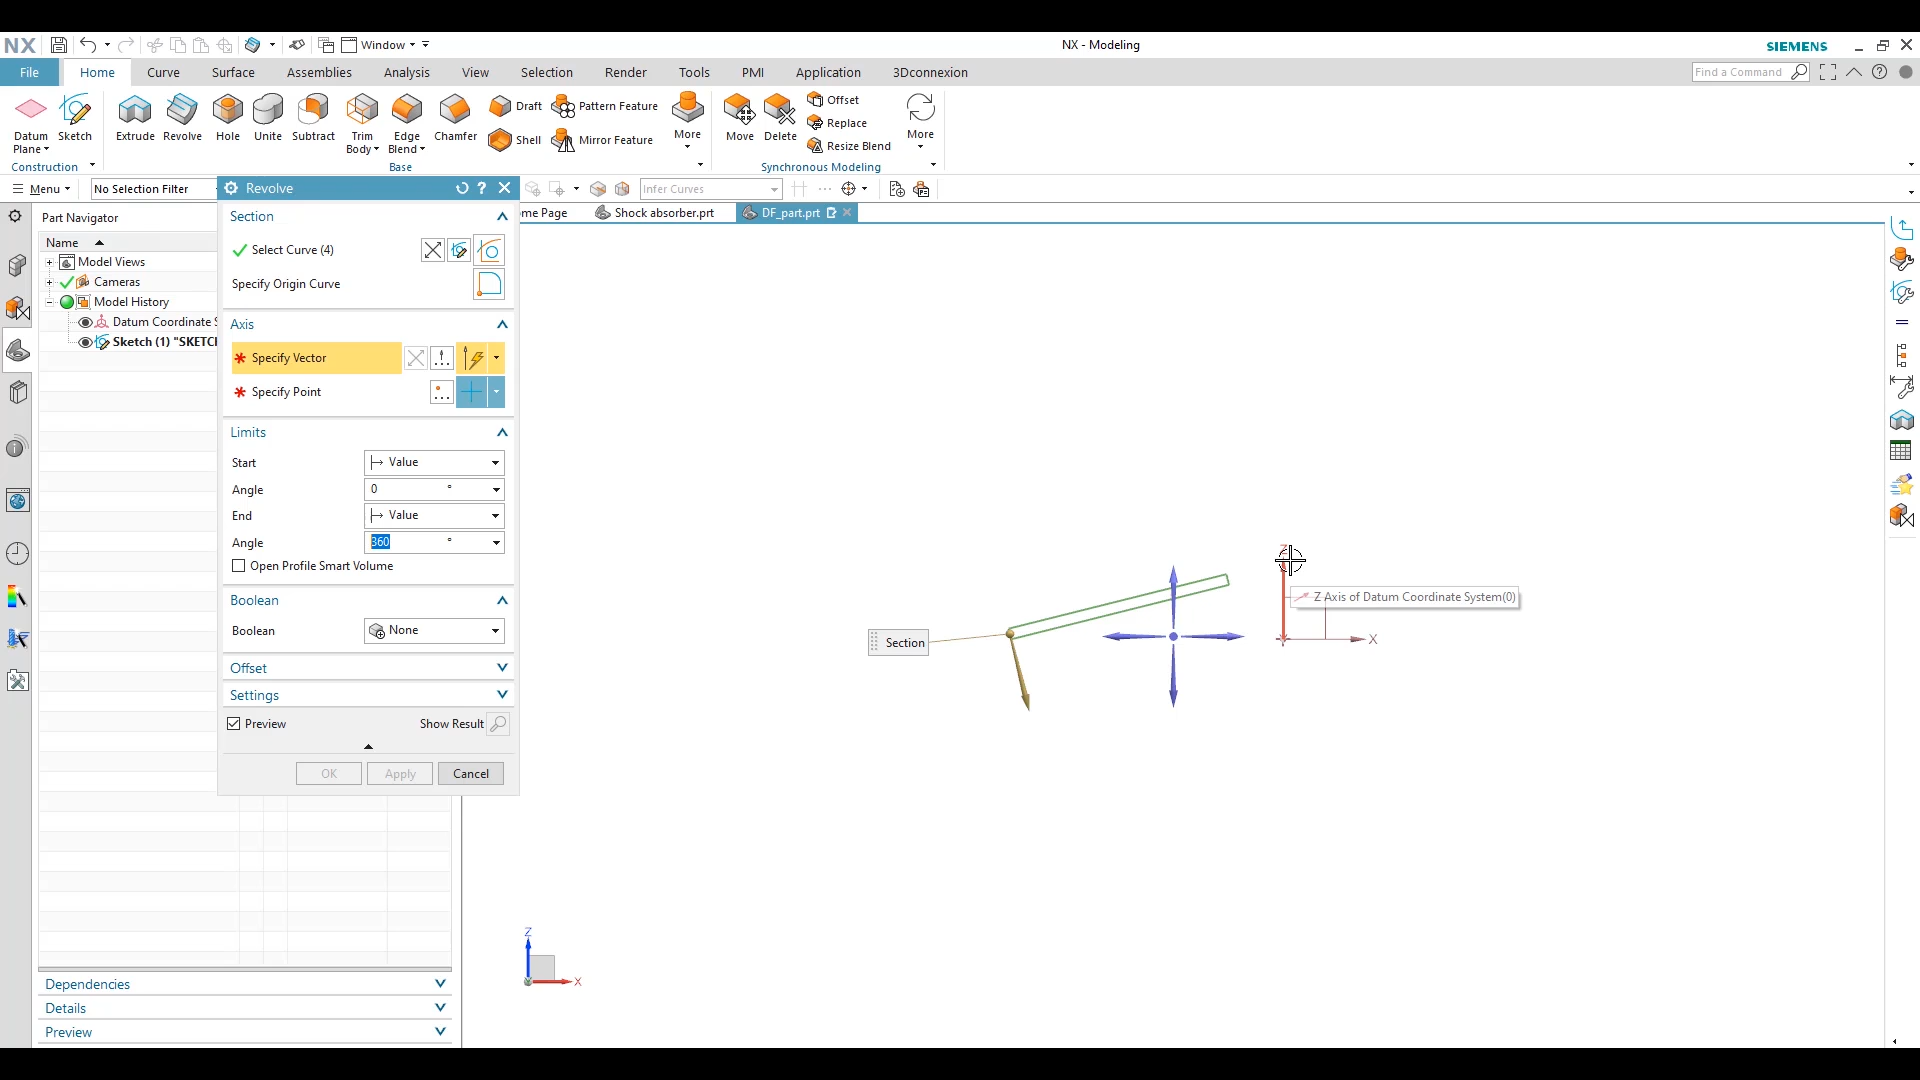 NX
Window
NX - Modeling
SIEMENS
File
Home
Curve
Surface
Assemblies
Analysis
View
Selection
Render
Tools
PMI
Application
3Dconnexion
Find a Command
Datum
Plane
Sketch
Extrude
Revolve
Hole
Unite
Subtract
Trim
Body
Edge
Blend
Chamfer
Draft
Shell
Pattern Feature
Mirror Feature
More
Move
Delete
Offset
Replace
Resize Blend
More
Construction
Base
Synchronous Modeling
Menu
No Selection Filter
Infer Curves
Part Navigator
Name
Model Views
Cameras
Model History
Datum Coordinate S
Sketch (1) "SKETC
Revolve
Section
Select Curve (4)
Specify Origin Curve
Axis
Specify Vector
Specify Point
Limits
Start
Value
Angle
0 °
End
Value
Angle
360 °
Open Profile Smart Volume
Boolean
Boolean
None
Offset
Settings
Preview
Show Result
OK
Apply
Cancel
me Page
Shock absorber.prt
DF_part.prt
Section
Z
Z Axis of Datum Coordinate System(0)
X
Z
X
Dependencies
Details
Preview